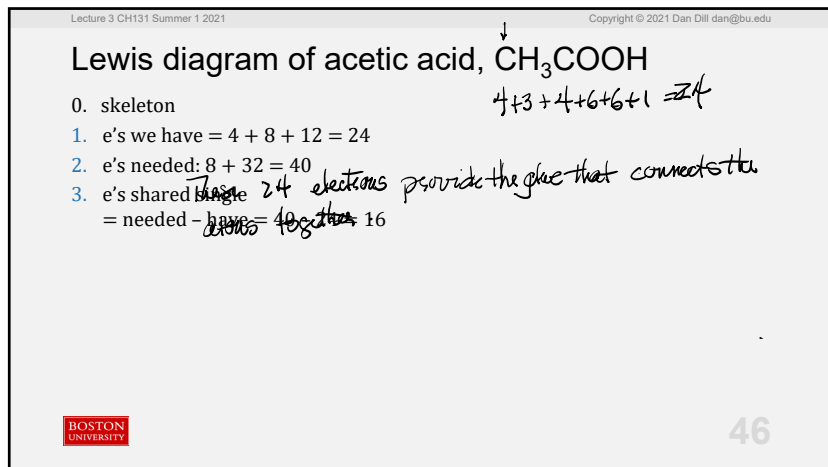 Lecture 3 CH131 Summer 1 2021
Copyright © 2021 Dan Dill dan@bu.edu
↓
Lewis diagram of acetic acid, CH₃COOH
4+3+4+6+6+1 =24
0. skeleton
1. e's we have = 4 + 8 + 12 = 24
2. e's needed: 8 + 32 = 40
These 24 electrons provide the glue that connects the
3. e's shared single
= needed – have = 40 16
atoms together.
BOSTON
UNIVERSITY
46